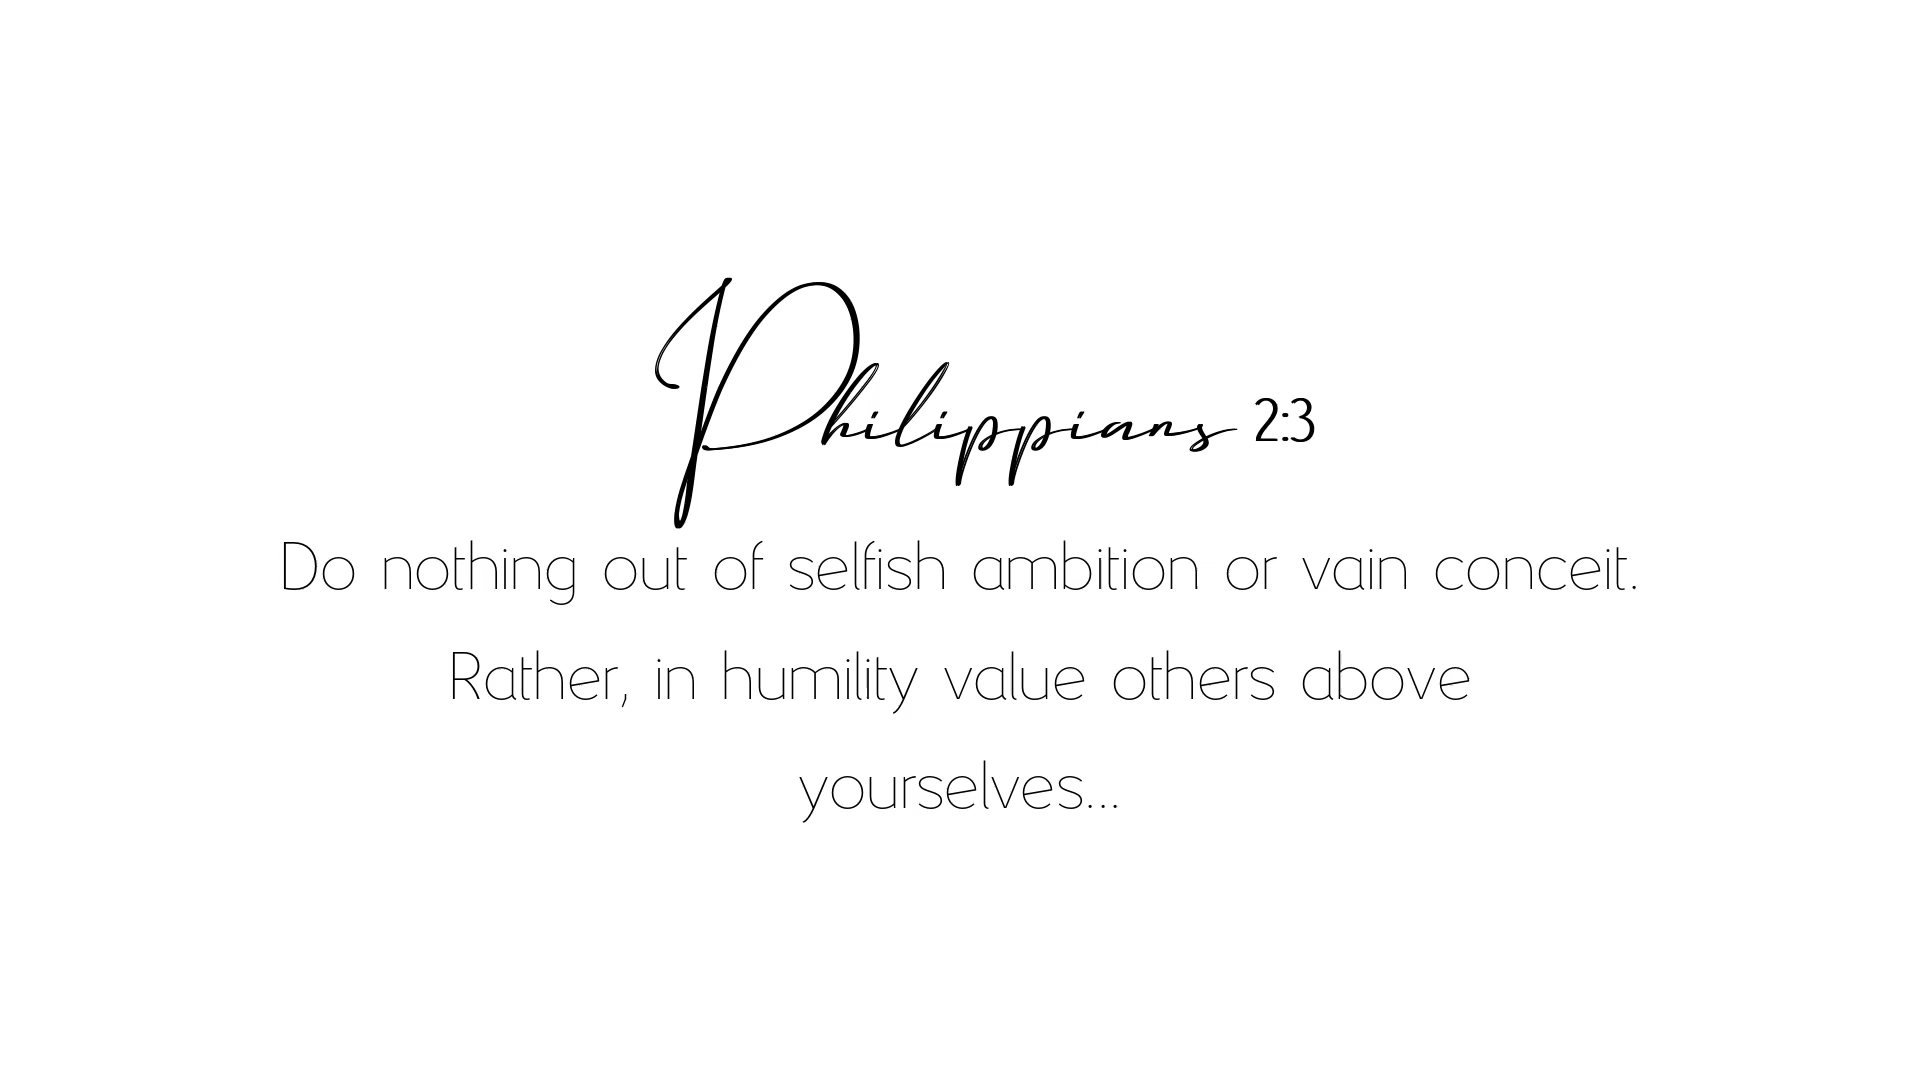 Philippians 2:3
Do nothing out of selfish ambition or vain conceit.
Rather, in humility value others above
yourselves...